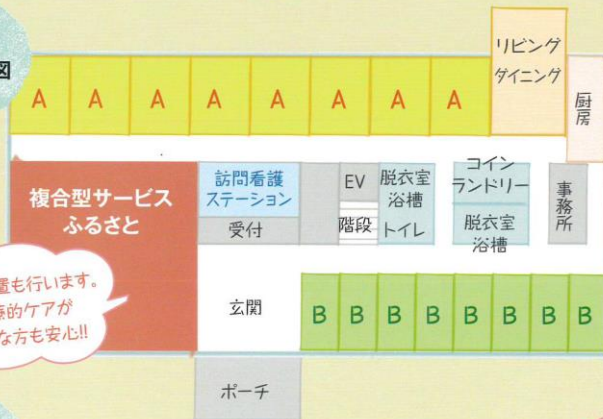 図
リビング
ダイニング
A A A A A A A A
厨房
複合型サービス
ふるさと
訪問看護
ステーション
受付
EV
階段
脱衣室
浴槽
トイレ
コイン
ランドリー
脱衣室
浴槽
事務所
置も行います。
療的ケアが
な方も安心!!
玄関
B B B B B B B B
ポーチ